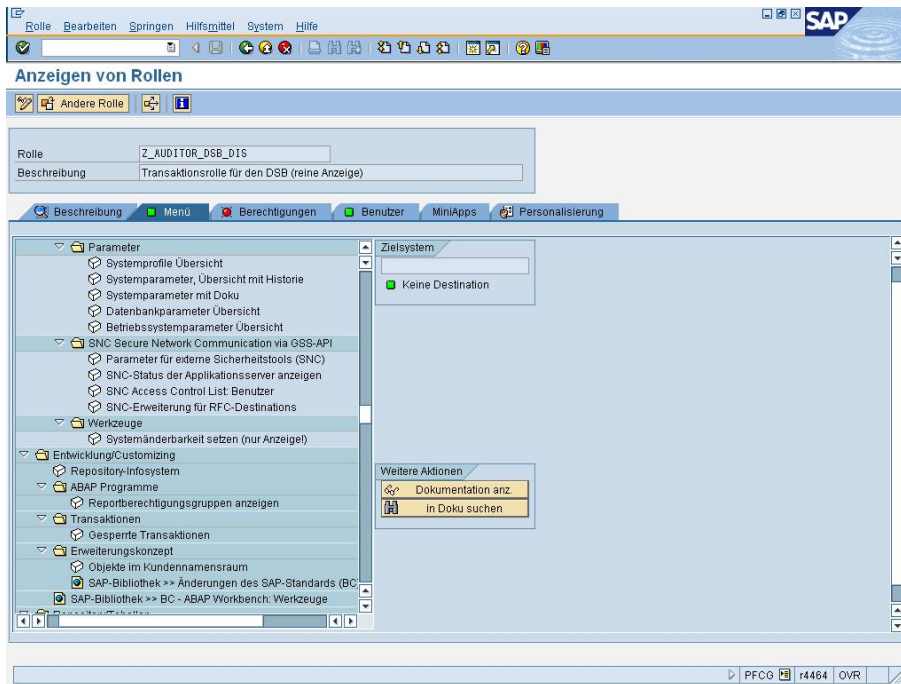 Rolle Bearbeiten Springen Hilfsmittel System Hilfe
SAP
Anzeigen von Rollen
Andere Rolle
Rolle Z_AUDITOR_DSB_DIS
Beschreibung Transaktionsrolle für den DSB (reine Anzeige)
Beschreibung Menü Berechtigungen Benutzer MiniApps Personalisierung
Parameter
Systemprofile Übersicht
Systemparameter, Übersicht mit Historie
Systemparameter mit Doku
Datenbankparameter Übersicht
Betriebssystemparameter Übersicht
SNC Secure Network Communication via GSS-API
Parameter für externe Sicherheitstools (SNC)
SNC-Status der Applikationsserver anzeigen
SNC Access Control List: Benutzer
SNC-Erweiterung für RFC-Destinations
Werkzeuge
Systemänderbarkeit setzen (nur Anzeige!)
Entwicklung/Customizing
Repository-Infosystem
ABAP Programme
Reportberechtigungsgruppen anzeigen
Transaktionen
Gesperrte Transaktionen
Erweiterungskonzept
Objekte im Kundennamensraum
SAP-Bibliothek >> Änderungen des SAP-Standards (BC
SAP-Bibliothek >> BC - ABAP Workbench: Werkzeuge
Zielsystem
Keine Destination
Weitere Aktionen
Dokumentation anz.
in Doku suchen
PFCG r4464 OVR